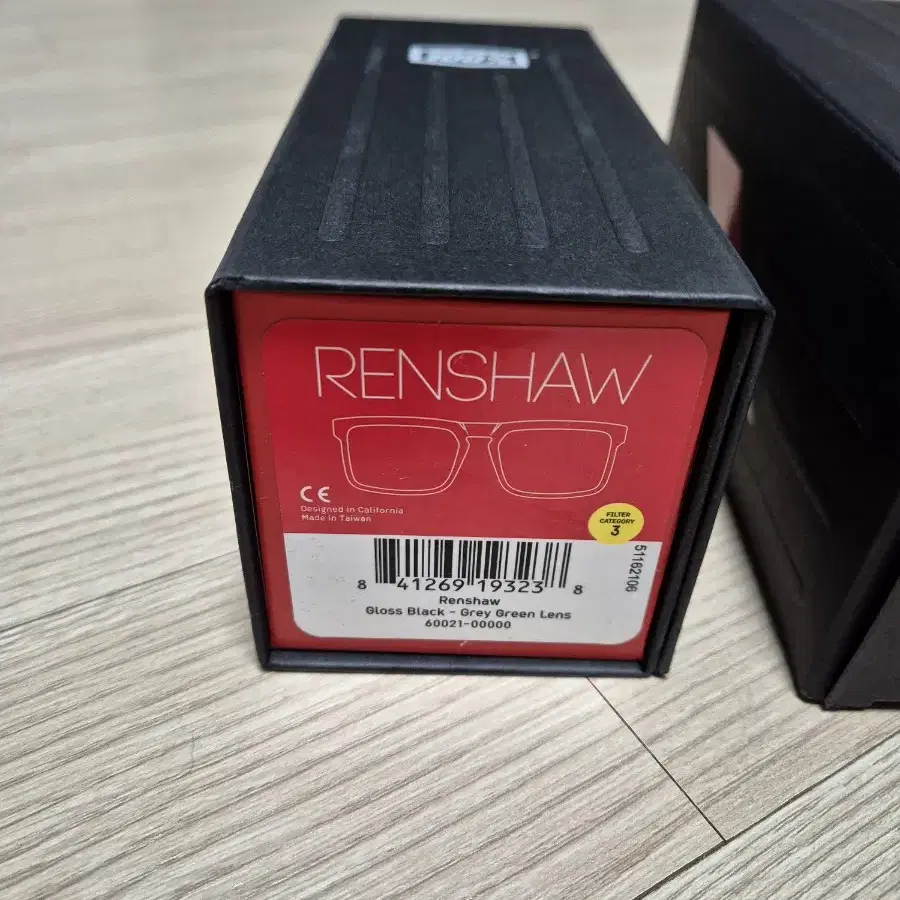 RENSHAW
CE
Designed in California
Made in Taiwan
FILTER
CATEGORY
3
51162106
8 41269 19323 8
Renshaw
Gloss Black - Grey Green Lens
60021-00000